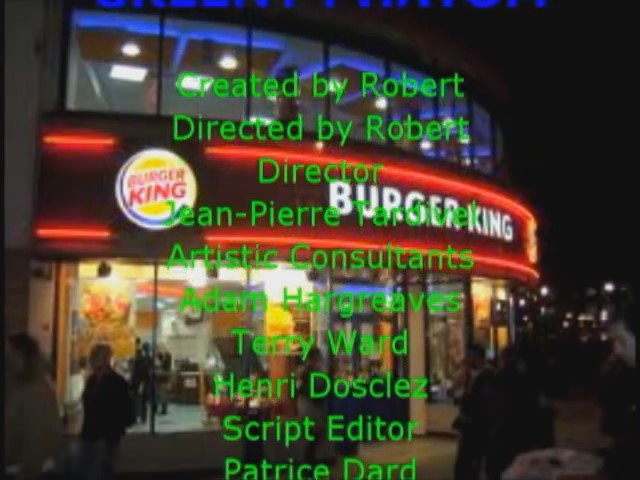 Created by Robert
Directed by Robert
Director
BURGER
KING
BURGER KING
Jean-Pierre Tardivel
Artistic Consultants
Adam Hargreaves
Terry Ward
Henri Dosclez
Script Editor
Patrice Dard